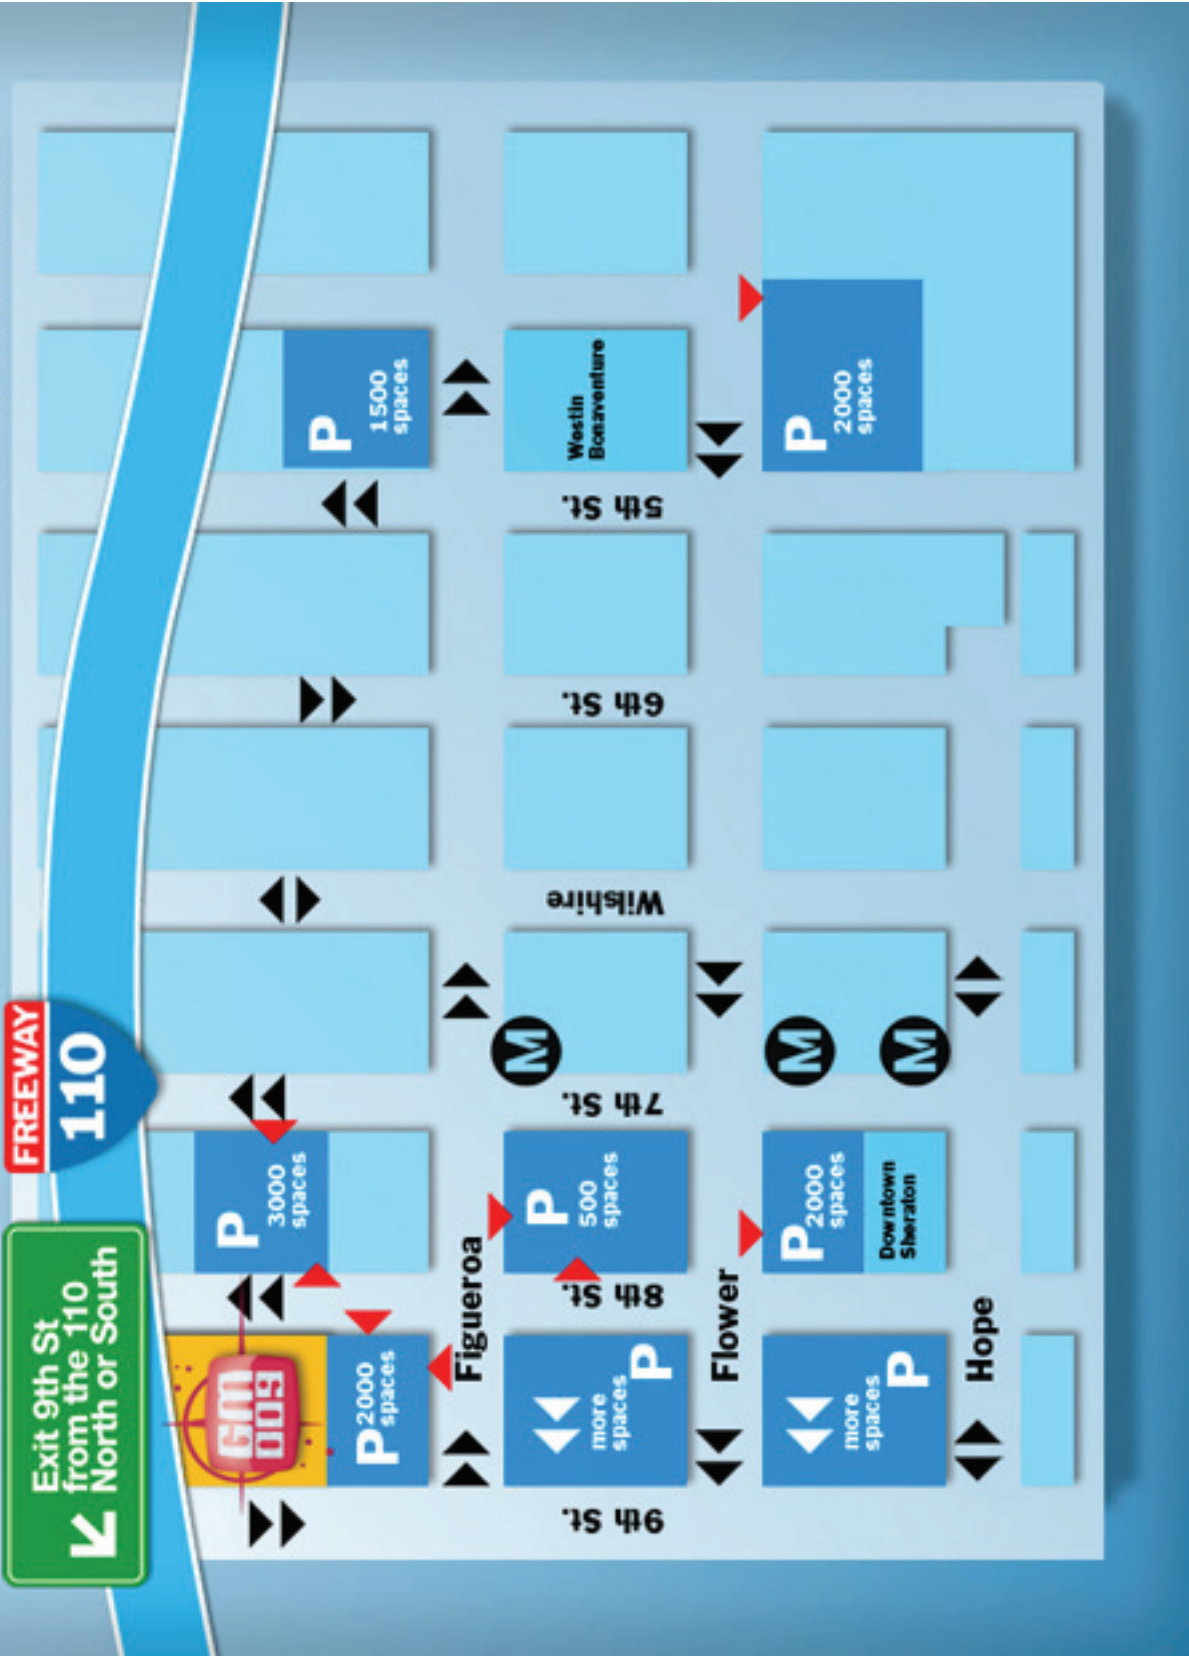 FREEWAY
110
Exit 9th St
from the 110
North or South
P
1500
spaces
Westin
Bonaventure
P
2000
spaces
5th St.
6th St.
Wilshire
M
M
M
7th St.
P
3000
spaces
P
500
spaces
P
2000
spaces
Downtown
Sheraton
8th St.
Figueroa
Flower
Hope
GM
009
P
2000
spaces
more
spaces
P
more
spaces
P
9th St.